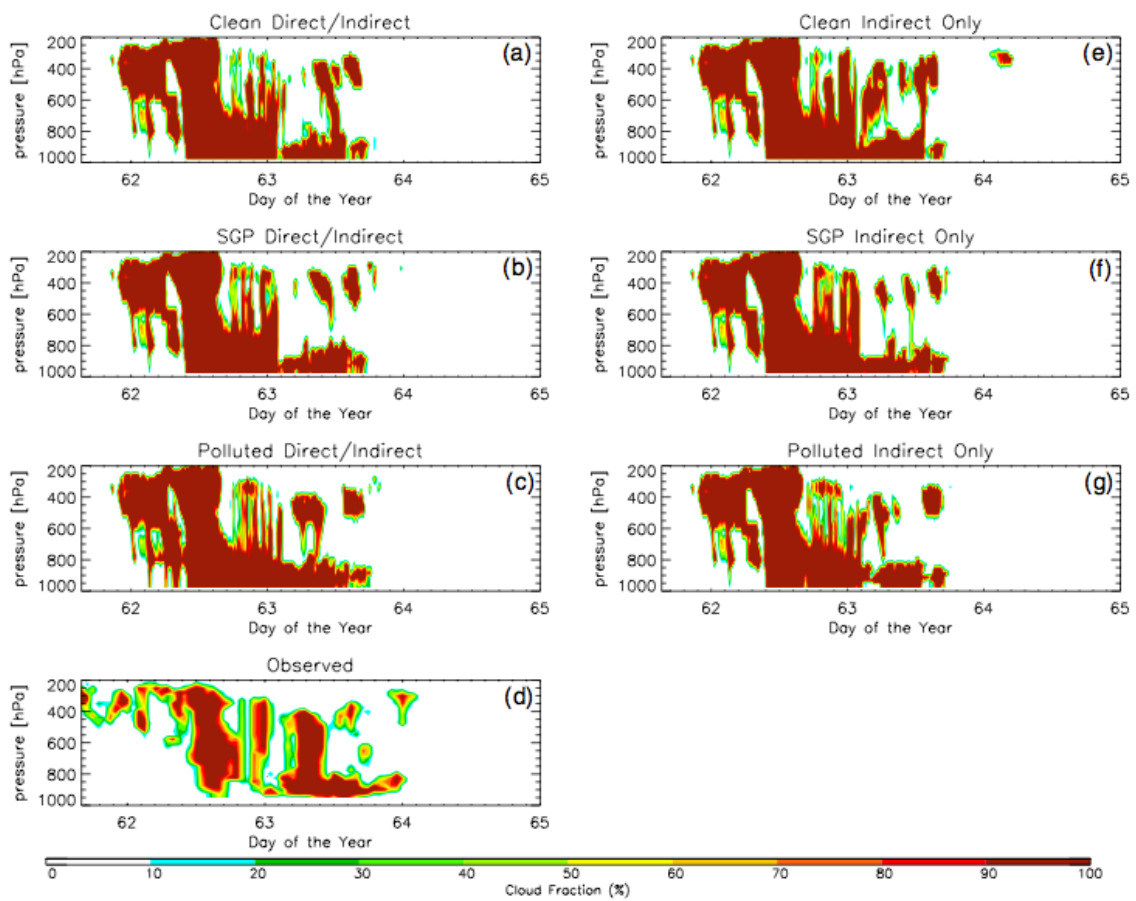 Clean Direct/Indirect
Clean Indirect Only
(a)
(e)
pressure [hPa]
200
400
600
800
1000
62 63 64 65
Day of the Year
pressure [hPa]
200
400
600
800
1000
62 63 64 65
Day of the Year
SGP Direct/Indirect
SGP Indirect Only
(b)
(f)
pressure [hPa]
200
400
600
800
1000
62 63 64 65
Day of the Year
pressure [hPa]
200
400
600
800
1000
62 63 64 65
Day of the Year
Polluted Direct/Indirect
Polluted Indirect Only
(c)
(g)
pressure [hPa]
200
400
600
800
1000
62 63 64 65
Day of the Year
pressure [hPa]
200
400
600
800
1000
62 63 64 65
Day of the Year
Observed
(d)
pressure [hPa]
200
400
600
800
1000
62 63 64 65
Day of the Year
0 10 20 30 40 50 60 70 80 90 100
Cloud Fraction (%)